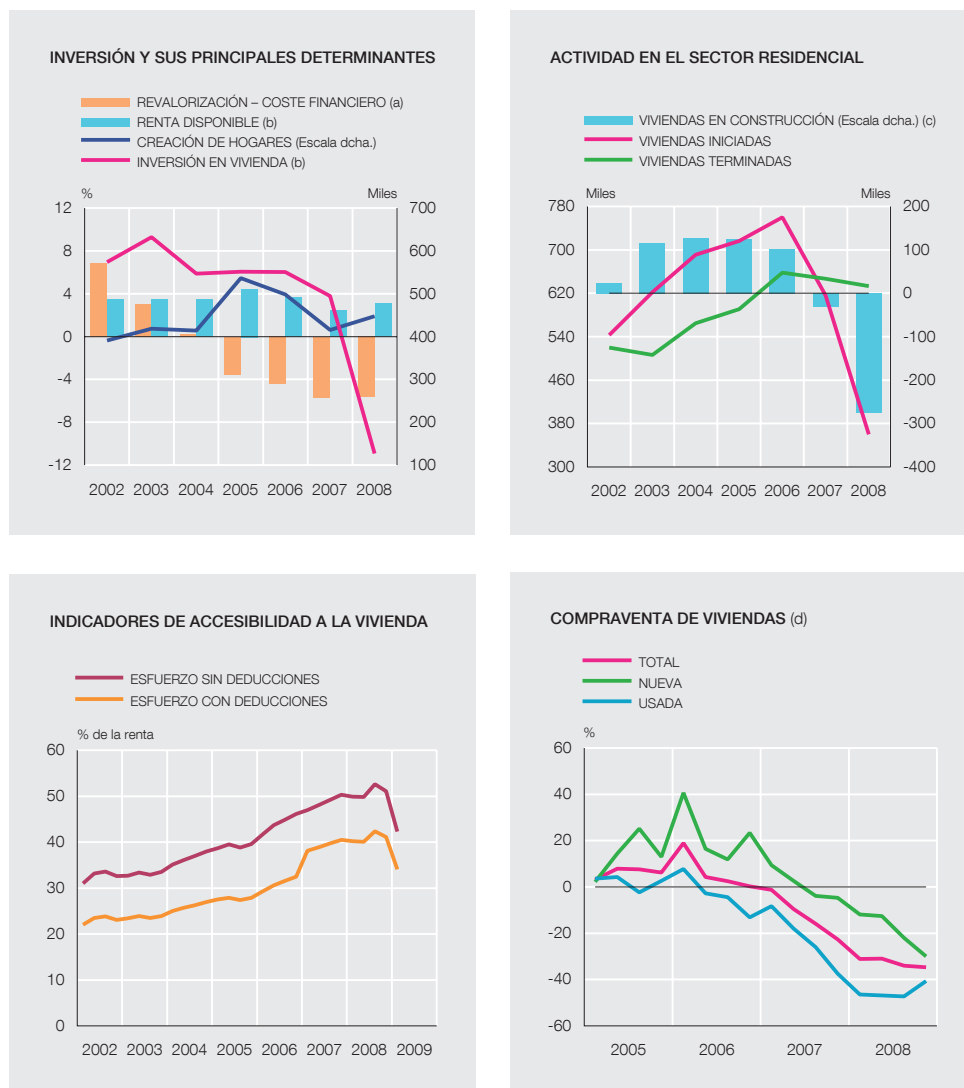 INVERSIÓN Y SUS PRINCIPALES DETERMINANTES
REVALORIZACIÓN – COSTE FINANCIERO (a)
RENTA DISPONIBLE (b)
CREACIÓN DE HOGARES (Escala dcha.)
INVERSIÓN EN VIVIENDA (b)
% Miles
12 700
8 600
4 500
0 400
-4 300
-8 200
-12 100
2002 2003 2004 2005 2006 2007 2008
ACTIVIDAD EN EL SECTOR RESIDENCIAL
VIVIENDAS EN CONSTRUCCIÓN (Escala dcha.) (c)
VIVIENDAS INICIADAS
VIVIENDAS TERMINADAS
Miles Miles
780 200
700 100
620 0
540 -100
460 -200
380 -300
300 -400
2002 2003 2004 2005 2006 2007 2008
INDICADORES DE ACCESIBILIDAD A LA VIVIENDA
ESFUERZO SIN DEDUCCIONES
ESFUERZO CON DEDUCCIONES
% de la renta
60
50
40
30
20
10
0
2002 2003 2004 2005 2006 2007 2008 2009
COMPRAVENTA DE VIVIENDAS (d)
TOTAL
NUEVA
USADA
%
60
40
20
0
-20
-40
-60
2005 2006 2007 2008